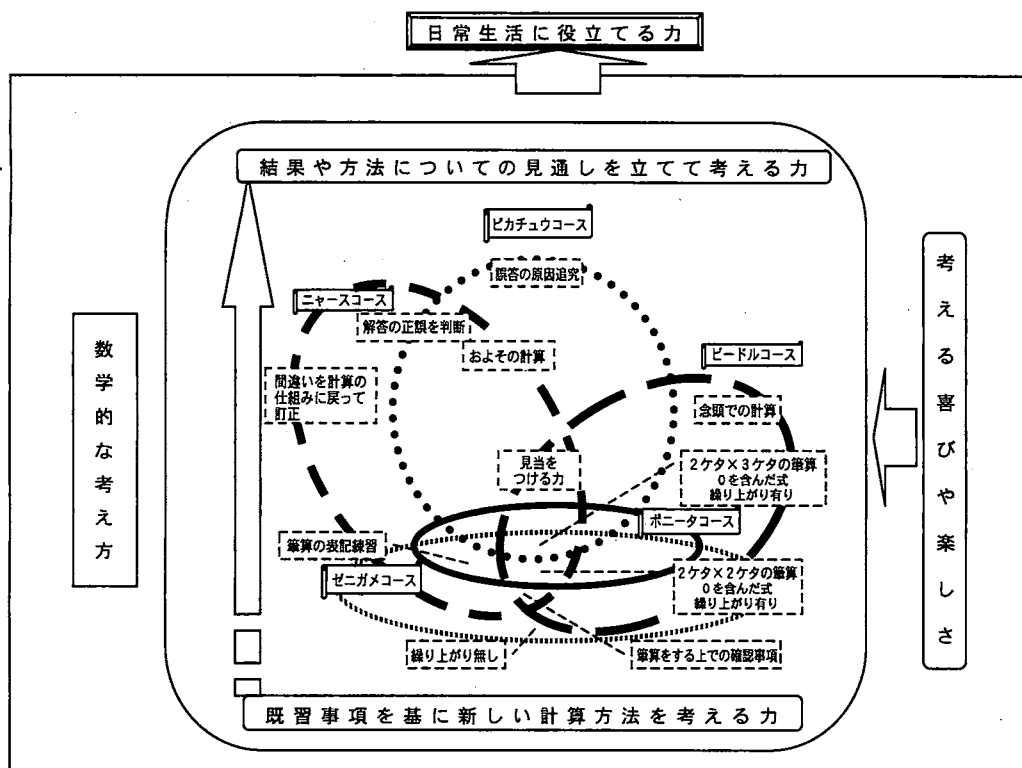 日常生活に役立てる力
結果や方法についての見通しを立てて考える力
ピカチュウコース
誤答の原因追究
ニャースコース
解答の正誤を判断
およその計算
ビードルコース
間違いを計算の
仕組みに戻って
訂正
念頭での計算
見当を
つける力
2ケタ×3ケタの筆算
0を含んだ式
繰り上がり有り
ポニータコース
筆算の表記練習
ゼニガメコース
2ケタ×2ケタの筆算
0を含んだ式
繰り上がり有り
繰り上がり無し
筆算をする上での確認事項
既習事項を基に新しい計算方法を考える力
数学的な考え方
考える喜びや楽しさ